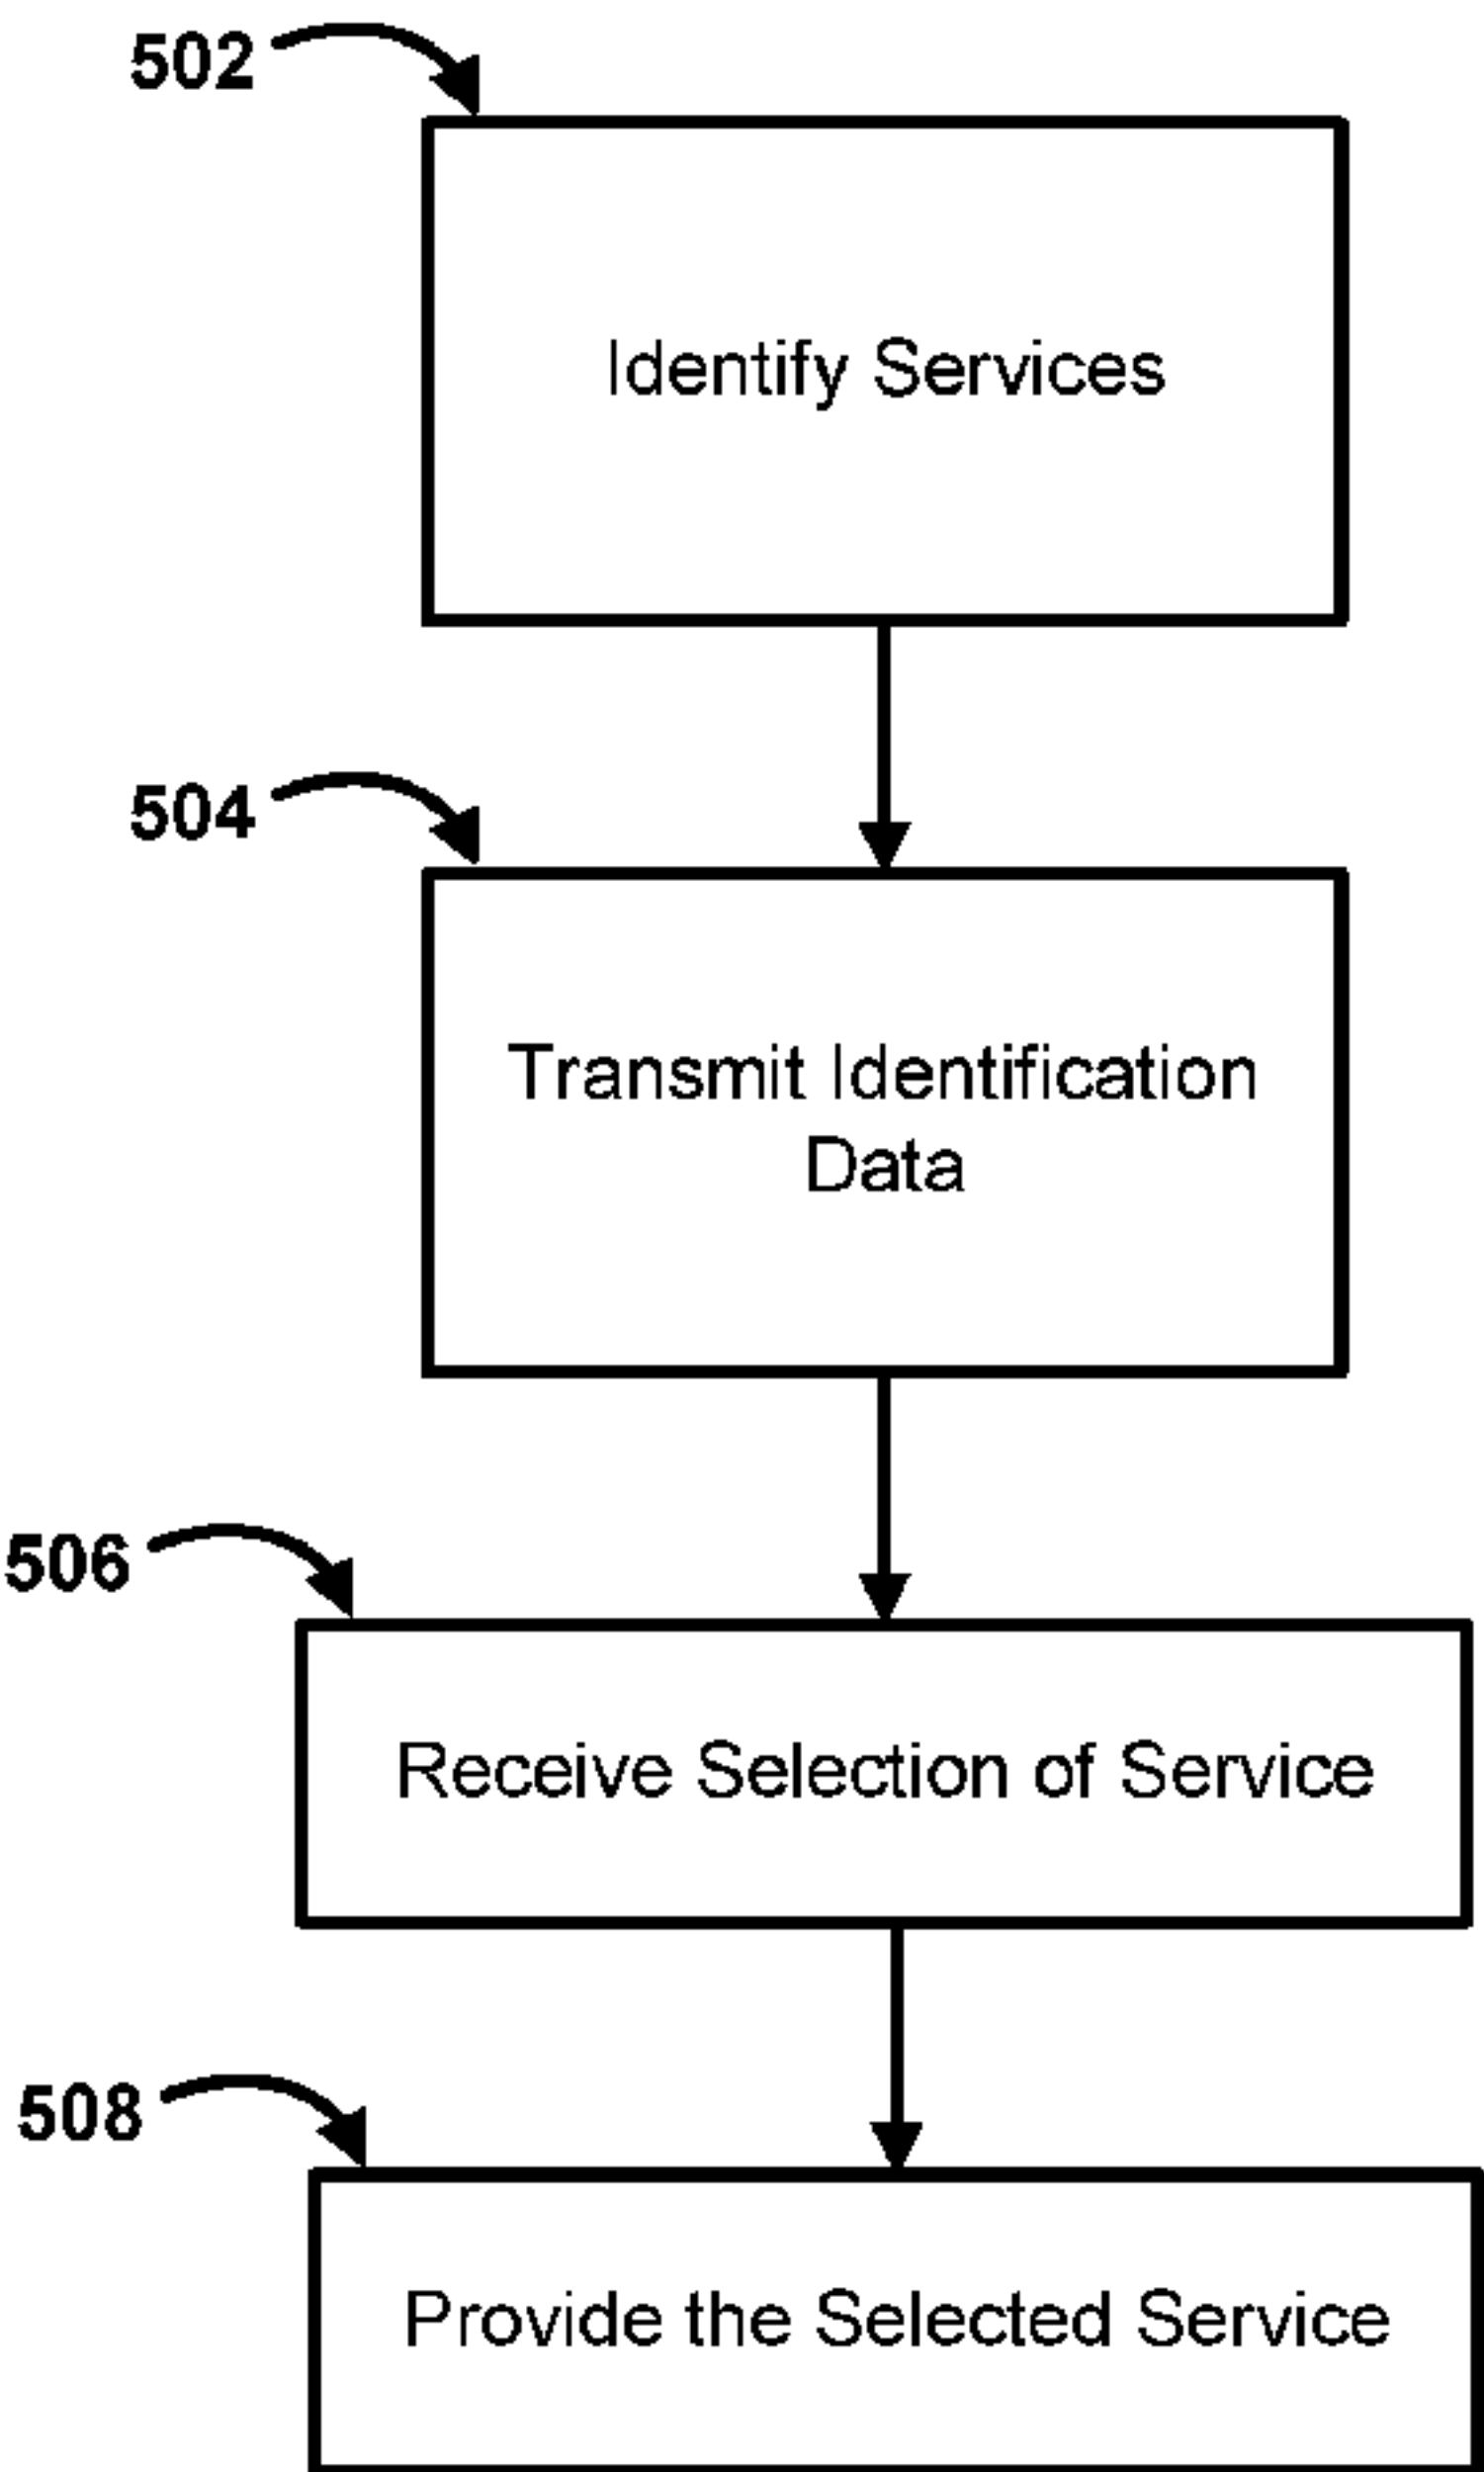 502
Identify Services
504
Transmit Identification
Data
506
Receive Selection of Service
508
Provide the Selected Service